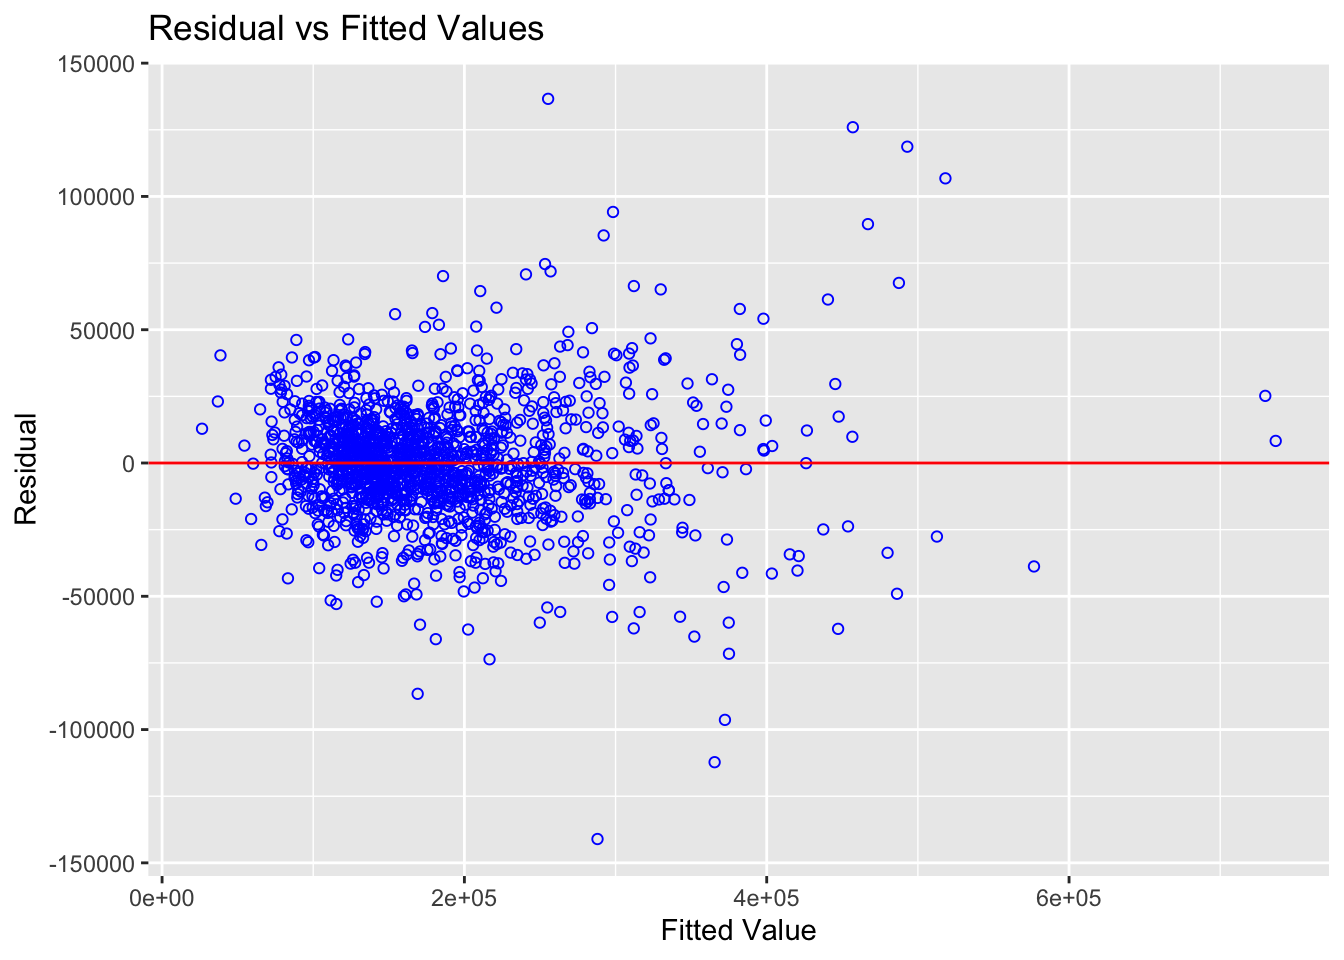 Residual vs Fitted Values
150000
100000
50000
0
-50000
-100000
-150000
Residual
0e+00 2e+05 4e+05 6e+05
Fitted Value